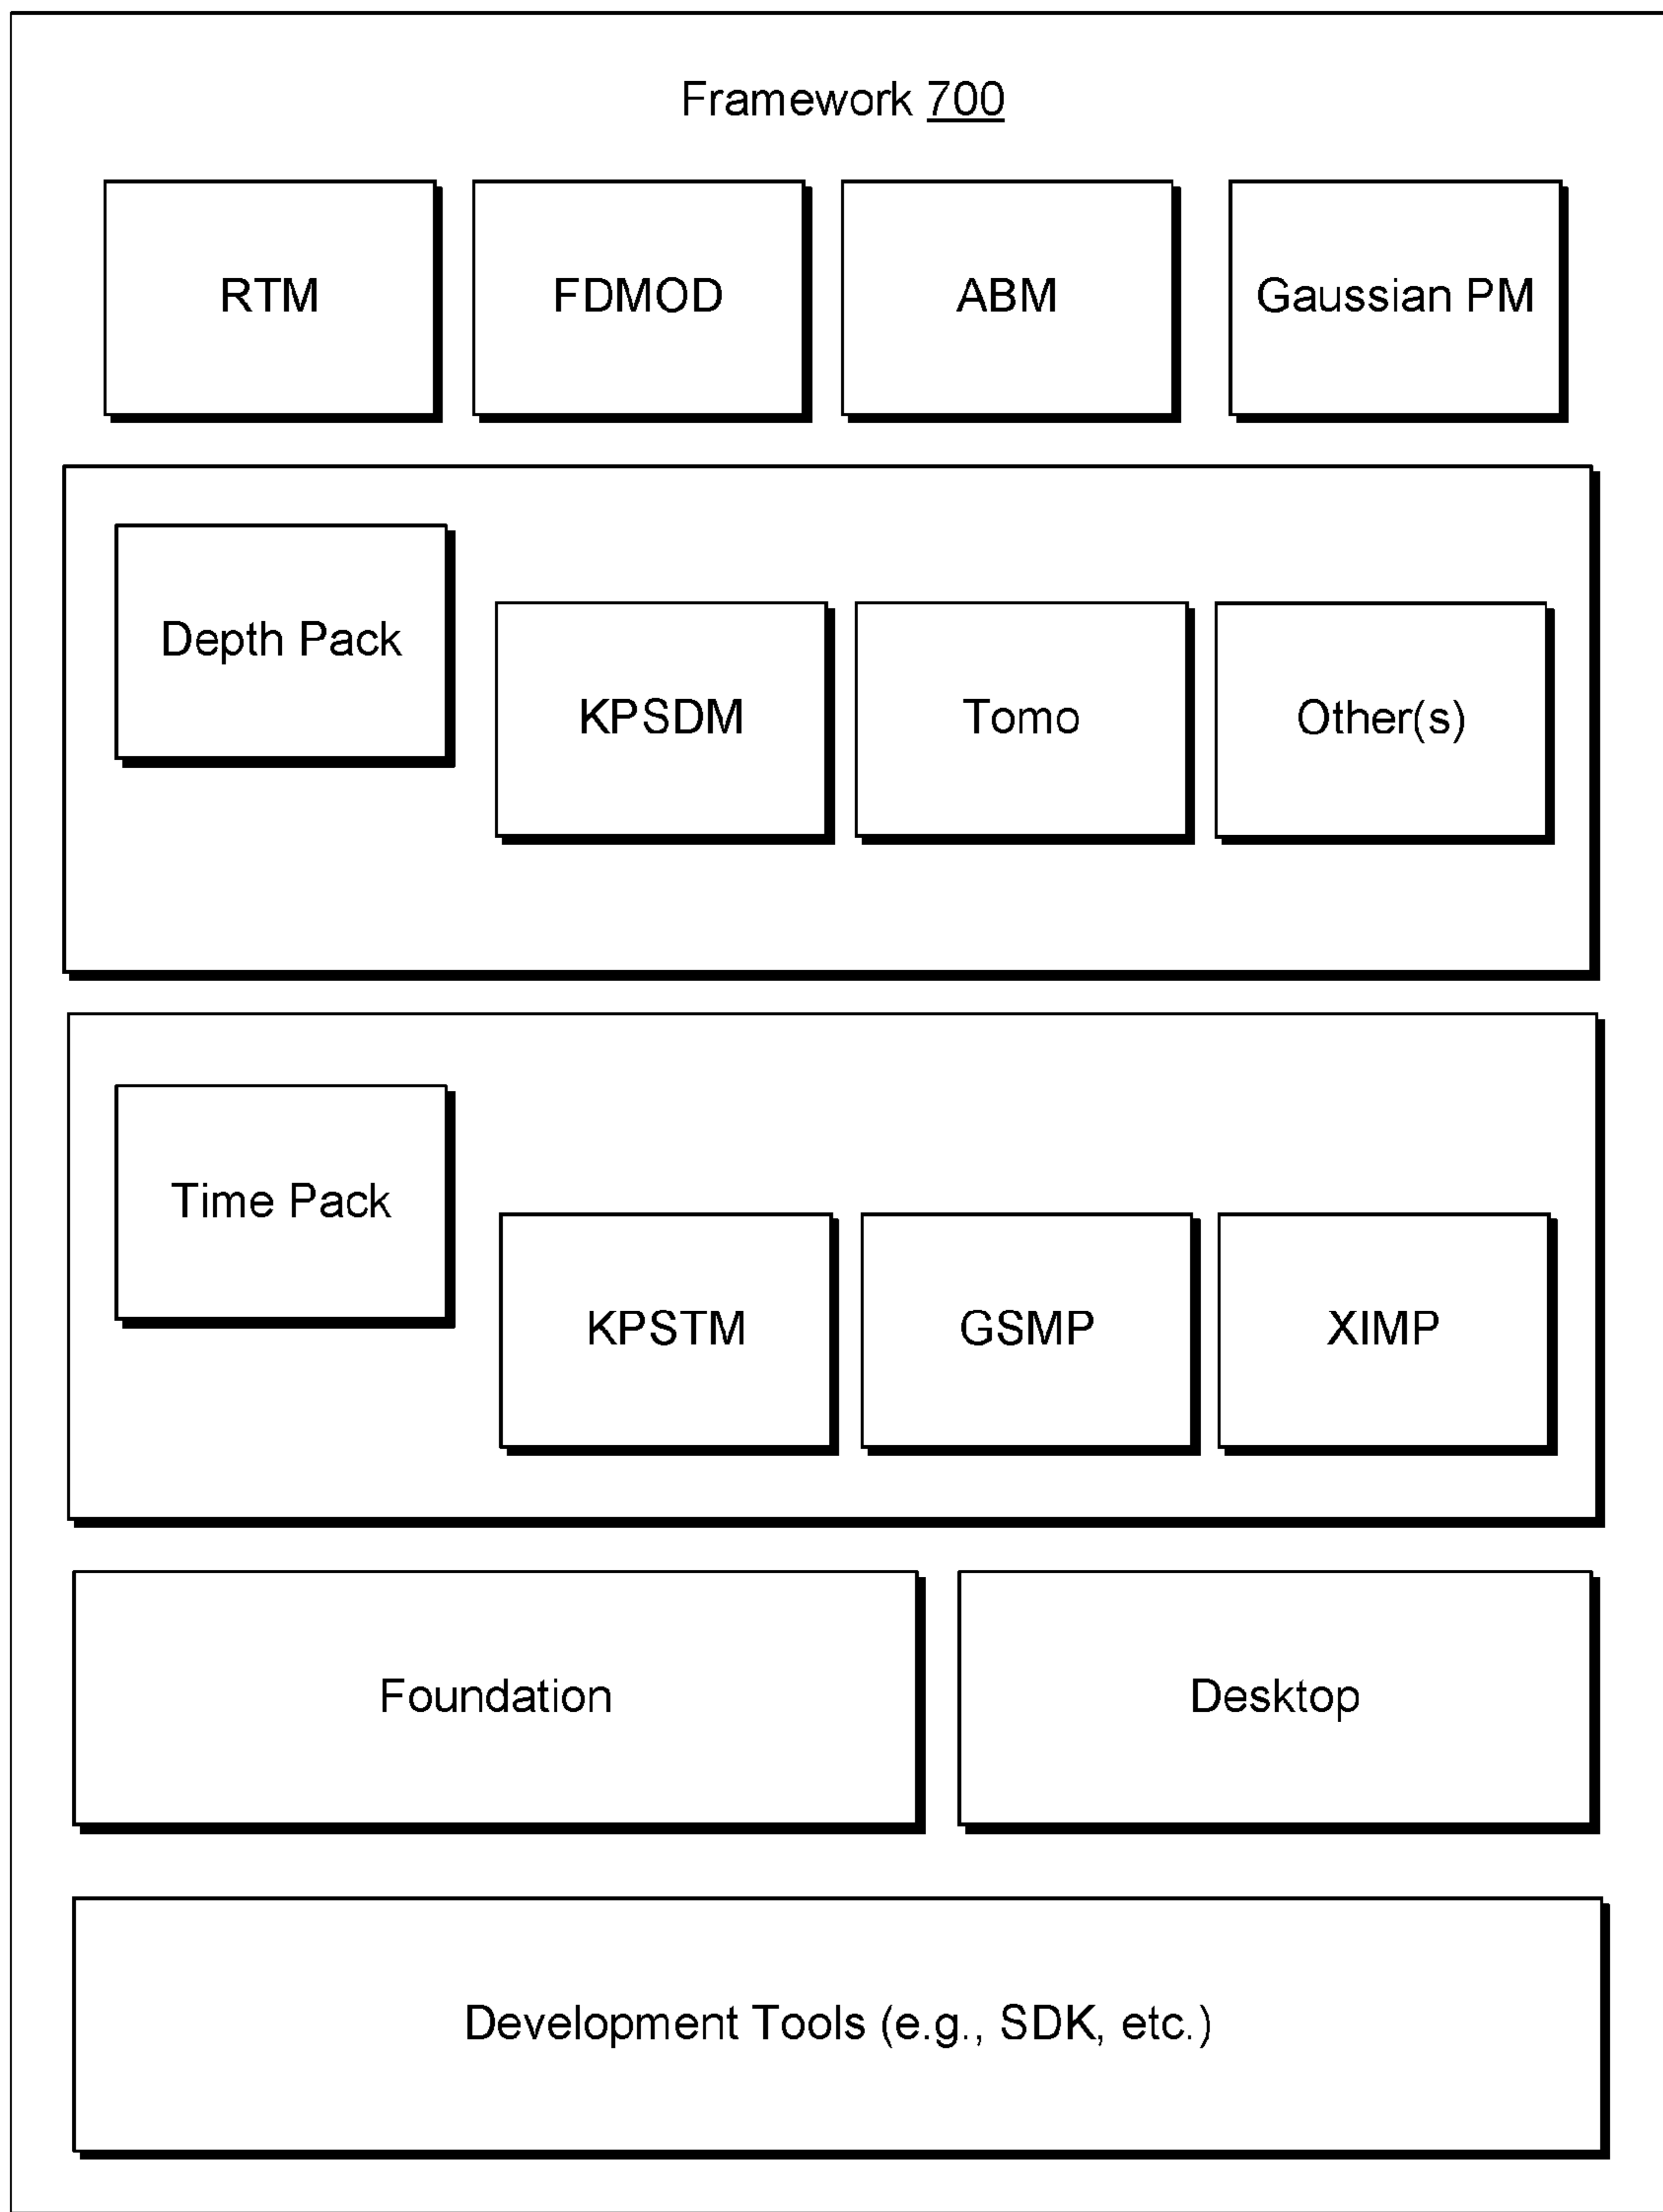 Framework 700
RTM
FDMOD
ABM
Gaussian PM
Depth Pack
KPSDM
Tomo
Other(s)
Time Pack
KPSTM
GSMP
XIMP
Foundation
Desktop
Development Tools (e.g., SDK, etc.)